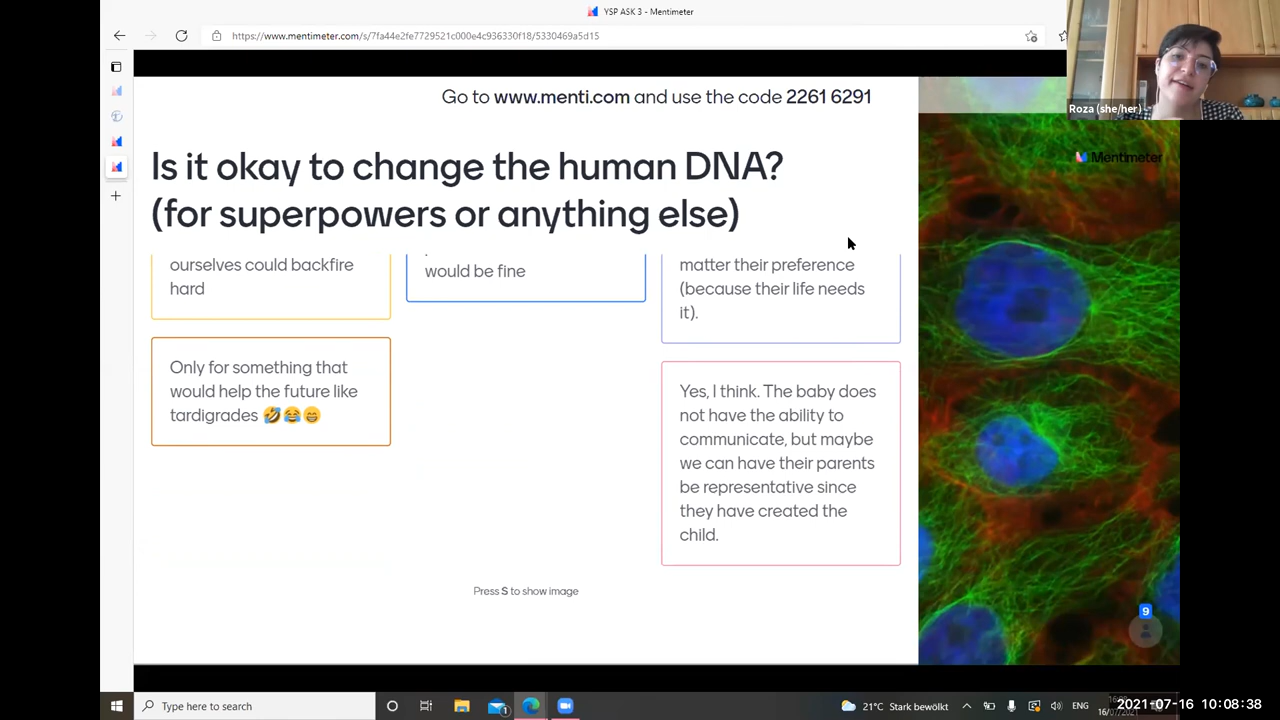 YSP ASK 3 - Mentimeter
https://www.mentimeter.com/s/7fa44e2fe7729521c000e4c936330f18/5330469a5d15
Roza (she/her)
Go to www.menti.com and use the code 2261 6291
Mentimeter
Is it okay to change the human DNA?
(for superpowers or anything else)
ourselves could backfire
hard
would be fine
matter their preference
(because their life needs
it).
Only for something that
would help the future like
tardigrades 🤣😂😁
Yes, I think. The baby does
not have the ability to
communicate, but maybe
we can have their parents
be representative since
they have created the
child.
Press S to show image
9
Type here to search
1
21°C Stark bewölkt
ENG
2021-07-16 10:08:38